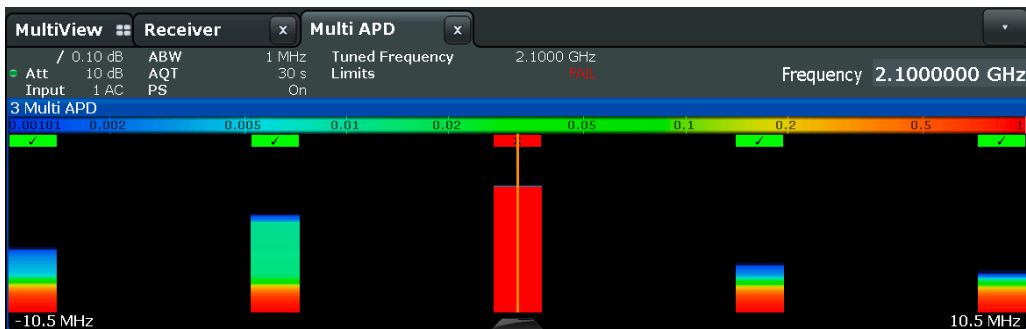 MultiView Receiver x Multi APD x
/ 0.10 dB ABW 1 MHz Tuned Frequency 2.1000 GHz
Att 10 dB AQT 30 s Limits FAIL Frequency 2.1000000 GHz
Input 1 AC PS On
3 Multi APD
0.00101 0.002 0.005 0.01 0.02 0.05 0.1 0.2 0.5 1
-10.5 MHz 10.5 MHz